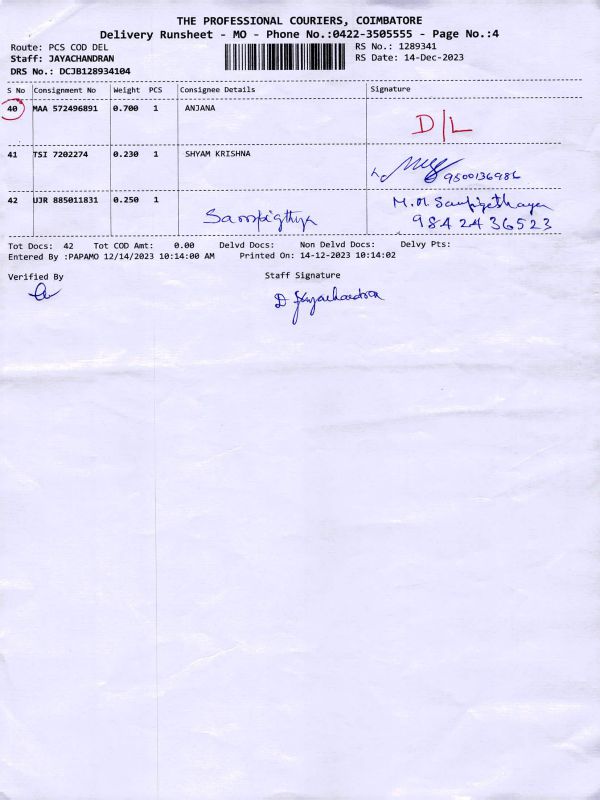 THE PROFESSIONAL COURIERS, COIMBATORE
Delivery Runsheet - MO - Phone No.:0422-3505555 - Page No.:4
Route: PCS COD DEL
RS No.: 1289341
Staff: JAYACHANDRAN
RS Date: 14-Dec-2023
DRS No.: DCJB128934104
S No Consignment No Weight PCS Consignee Details Signature
40 MAA 572496891 0.700 1 ANJANA D/L
41 TSI 7202274 0.230 1 SHYAM KRISHNA
9500136986
42 UJR 885011831 0.250 1
9842436523
Tot Docs: 42 Tot COD Amt: 0.00 Delvd Docs: Non Delvd Docs: Delvy Pts:
Entered By :PAPAMO 12/14/2023 10:14:00 AM Printed On: 14-12-2023 10:14:02
Verified By Staff Signature
D Jayachandran